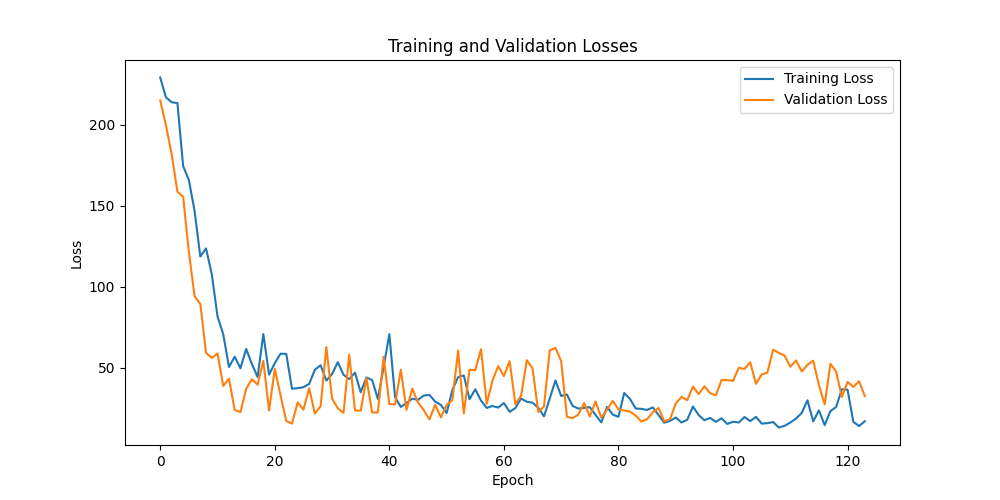 Training and Validation Losses
Training Loss
Validation Loss
200
150
100
50
Loss
0 20 40 60 80 100 120
Epoch